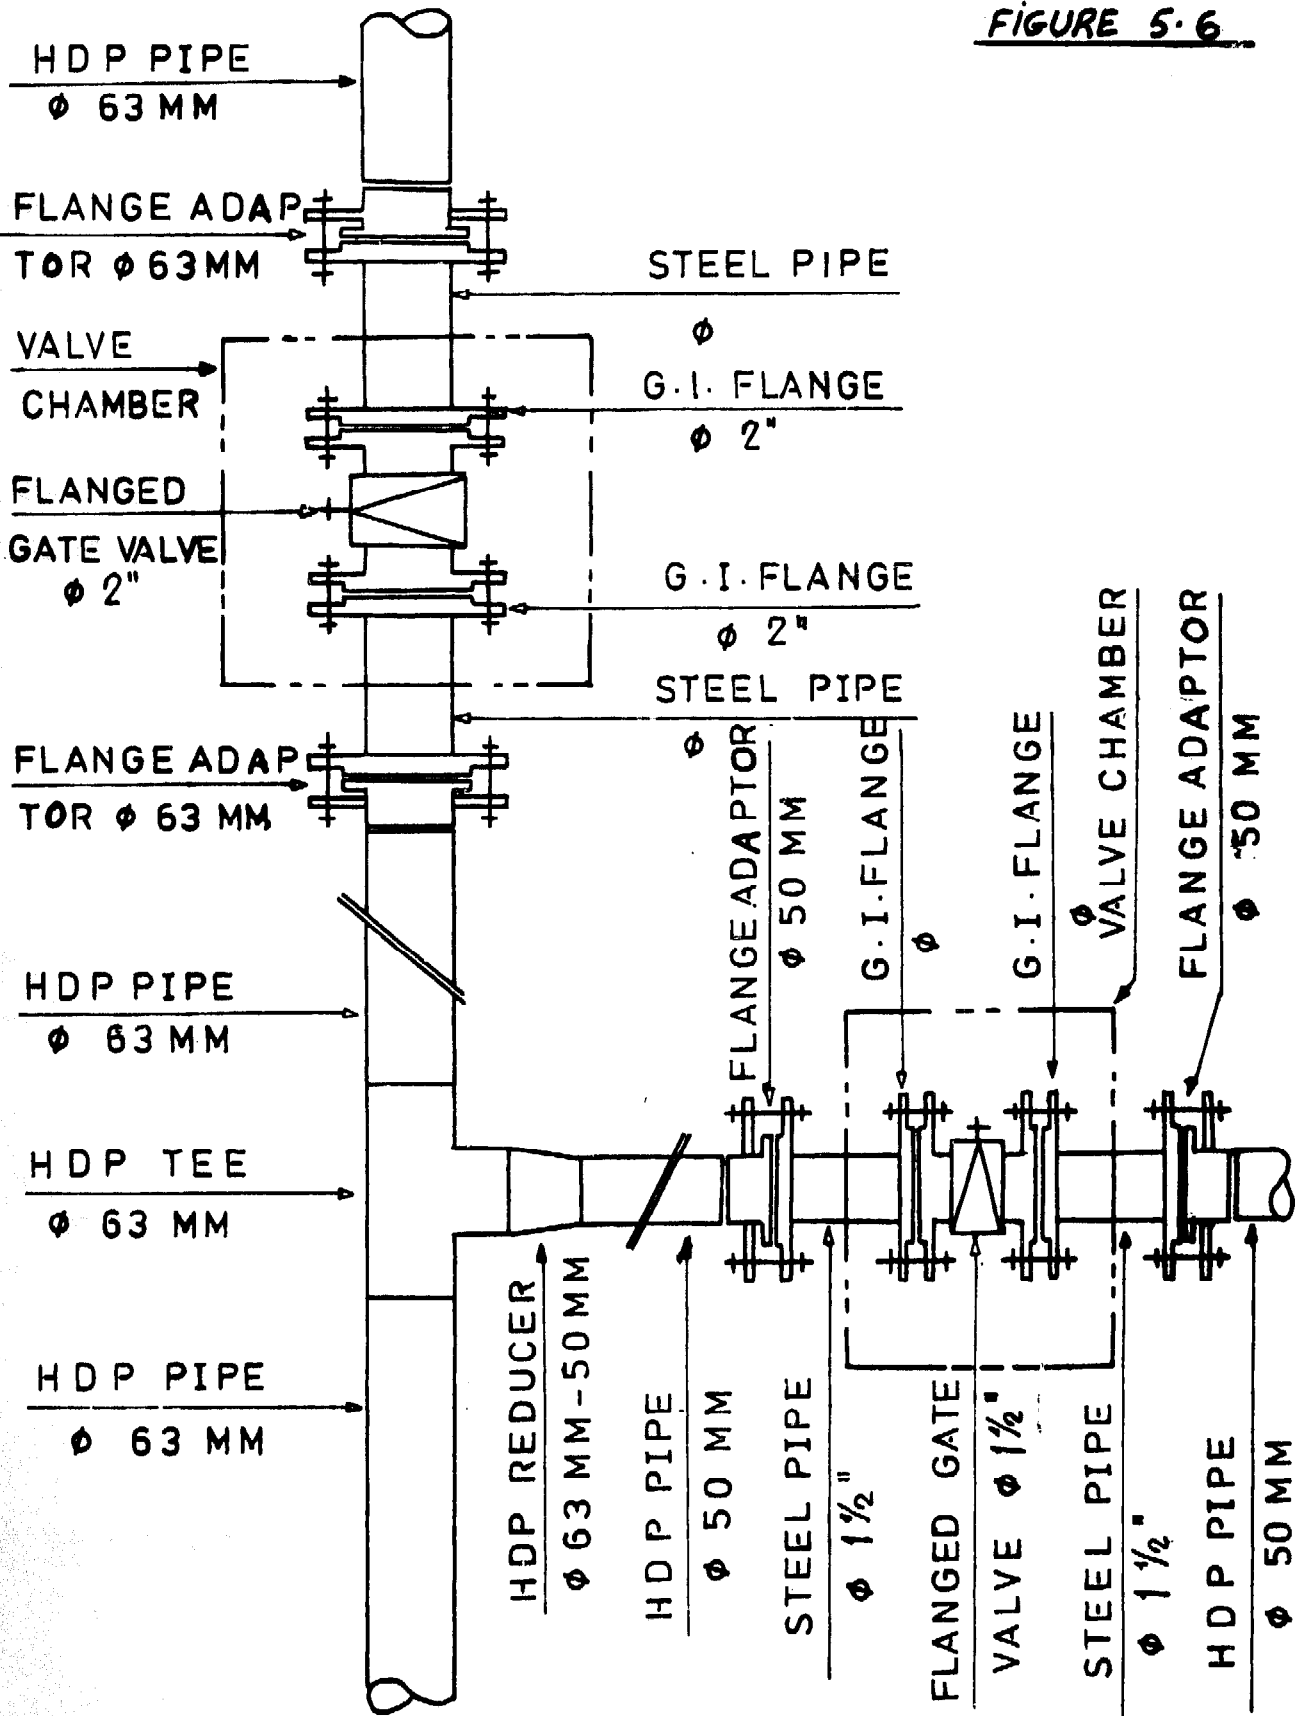 FIGURE 5.6
HDP PIPE
φ 63 MM
FLANGE ADAP
TOR φ 63MM
STEEL PIPE
φ
VALVE
CHAMBER
G.I. FLANGE
φ 2"
FLANGED
GATE VALVE
φ 2"
G.I. FLANGE
φ 2"
STEEL PIPE
φ
FLANGE ADAP
TOR φ 63 MM
HDP PIPE
φ 63 MM
HDP TEE
φ 63 MM
HDP PIPE
φ 63 MM
FLANGE ADAPTOR
φ 50 MM
G.I. FLANGE
φ
G.I. FLANGE
φ
VALVE CHAMBER
FLANGE ADAPTOR
φ 50 MM
HDP REDUCER
φ 63 MM-50MM
HDP PIPE
φ 50 MM
STEEL PIPE
φ 1½"
FLANGED GATE
VALVE φ 1½"
STEEL PIPE
φ 1½"
HDP PIPE
φ 50 MM